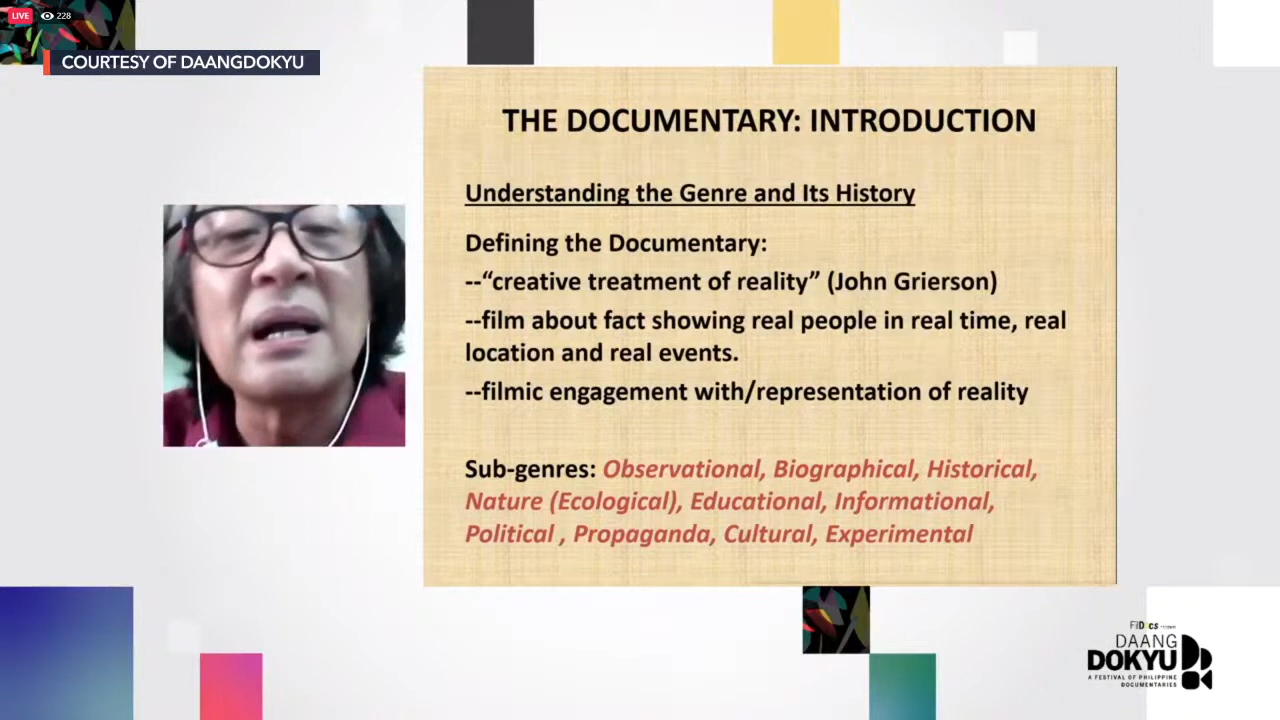 LIVE 228
COURTESY OF DAANGDOKYU
THE DOCUMENTARY: INTRODUCTION
Understanding the Genre and Its History
Defining the Documentary:
--“creative treatment of reality” (John Grierson)
--film about fact showing real people in real time, real
location and real events.
--filmic engagement with/representation of reality
Sub-genres: Observational, Biographical, Historical,
Nature (Ecological), Educational, Informational,
Political , Propaganda, Cultural, Experimental
DAANG
DOKYU
A FESTIVAL OF PHILIPPINE
DOCUMENTARIES